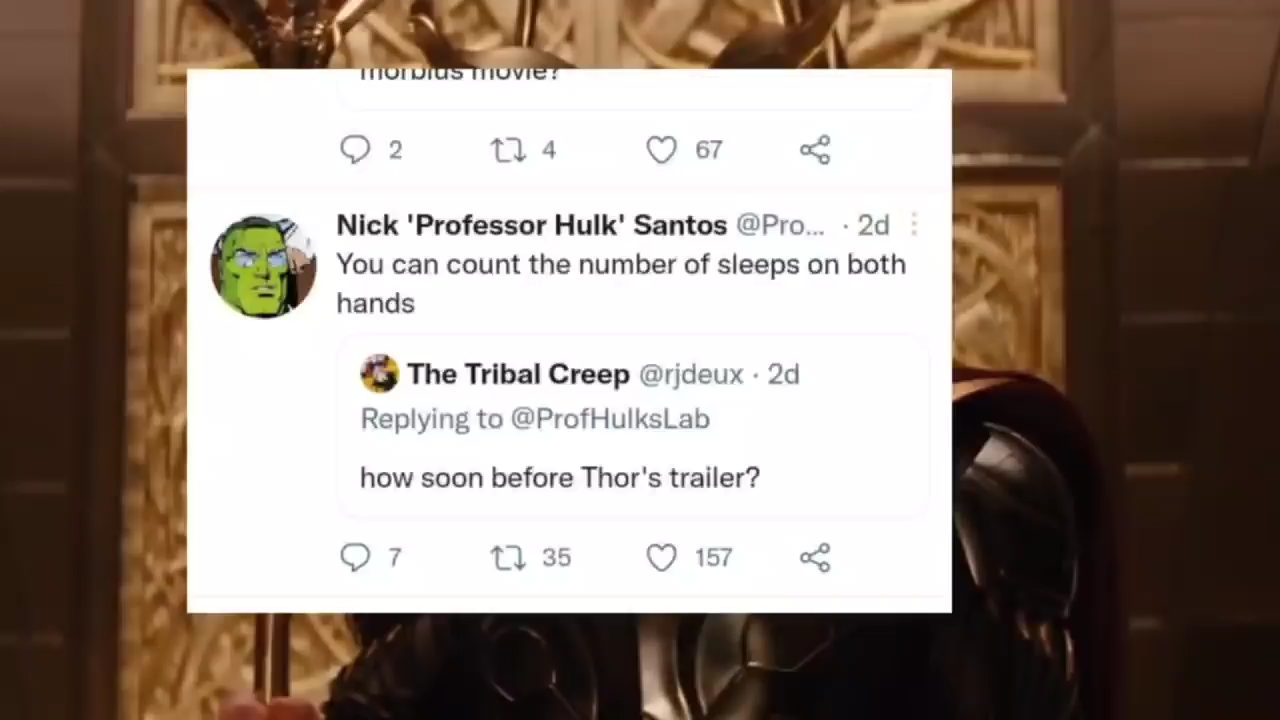 morbius movie?
2 4 67
Nick 'Professor Hulk' Santos @Pro... · 2d
You can count the number of sleeps on both
hands
The Tribal Creep @rjdeux · 2d
Replying to @ProfHulksLab
how soon before Thor's trailer?
7 35 157